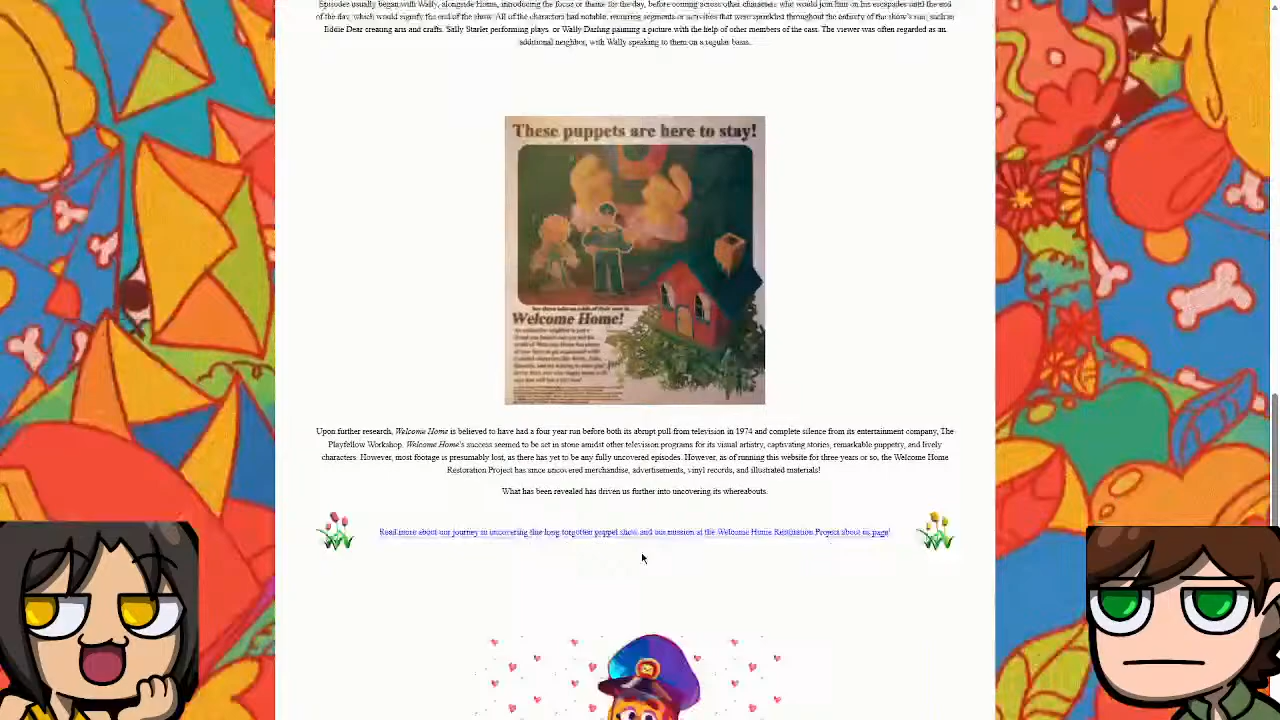 Episodes usually began with Wally, alongside Home, introducing the focus or theme for the day, before coming across other characters who would join him on his escapades until the end
of the day, which would signify the end of the show. All of the characters had notable, recurring segments or activities that were sprinkled throughout the entirety of the show's run, such as
Eddie Dear creating arts and crafts, Sally Starlet performing plays, or Wally Darling painting a picture with the help of other members of the cast. The viewer was often regarded as an
additional neighbor, with Wally speaking to them on a regular basis.
These puppets are here to stay!
Welcome Home!
Upon further research, Welcome Home is believed to have had a four year run before both its abrupt pull from television in 1974 and complete silence from its entertainment company, The
Playfellow Workshop. Welcome Home's success seemed to be set in stone amidst other television programs for its visual artistry, captivating stories, remarkable puppetry, and lively
characters. However, most footage is presumably lost, as there has yet to be any fully uncovered episodes. However, as of running this website for three years or so, the Welcome Home
Restoration Project has since uncovered merchandise, advertisements, vinyl records, and illustrated materials!
What has been revealed has driven us further into uncovering its whereabouts.
Read more about our journey in uncovering this long forgotten puppet show and our mission at the Welcome Home Restoration Project about us page!